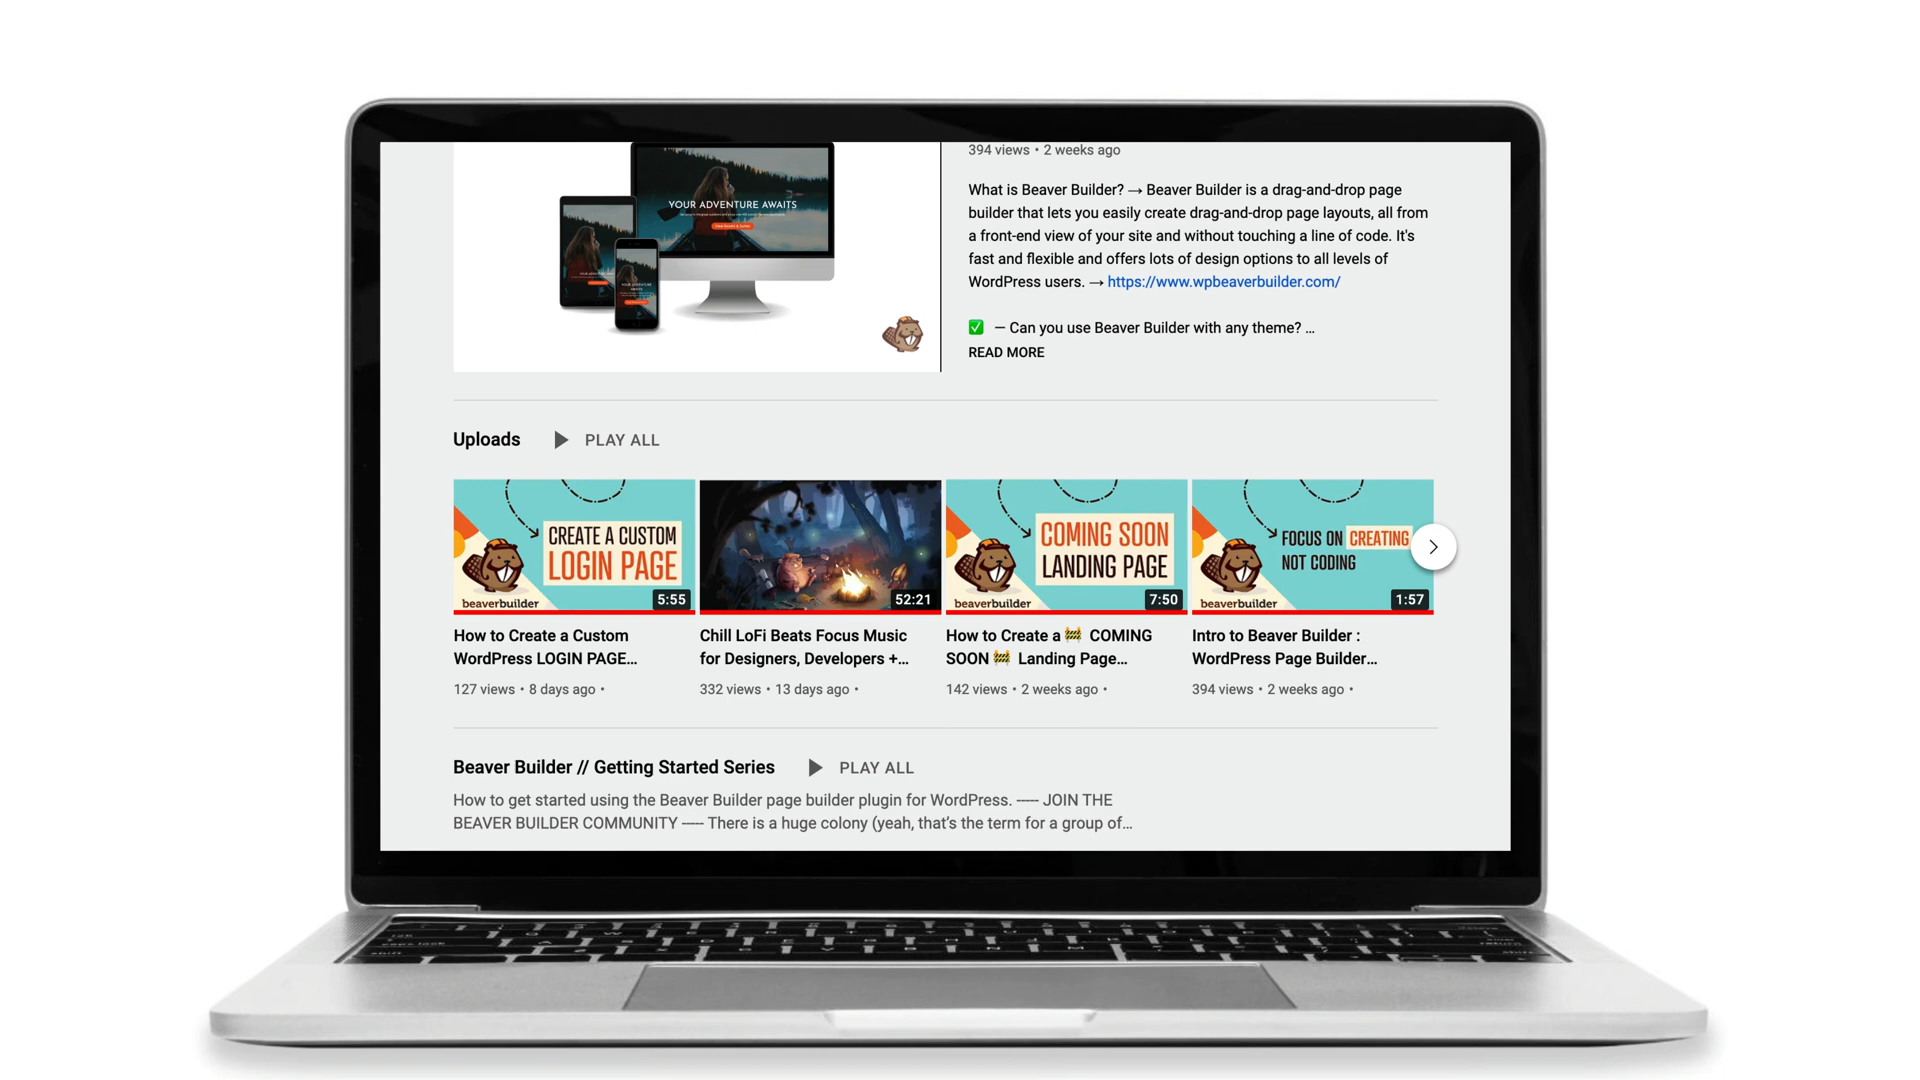 394 views • 2 weeks ago
YOUR ADVENTURE AWAITS
What is Beaver Builder? → Beaver Builder is a drag-and-drop page
builder that lets you easily create drag-and-drop page layouts, all from
a front-end view of your site and without touching a line of code. It's
fast and flexible and offers lots of design options to all levels of
WordPress users. → https://www.wpbeaverbuilder.com/
✅ – Can you use Beaver Builder with any theme? ...
READ MORE
Uploads
PLAY ALL
CREATE A CUSTOM
LOGIN PAGE
beaverbuilder
5:55
52:21
COMING SOON
LANDING PAGE
beaverbuilder
7:50
FOCUS ON CREATING
NOT CODING
beaverbuilder
1:57
How to Create a Custom
WordPress LOGIN PAGE...
127 views • 8 days ago •
Chill LoFi Beats Focus Music
for Designers, Developers +...
332 views • 13 days ago •
How to Create a 🚧 COMING
SOON 🚧 Landing Page...
142 views • 2 weeks ago •
Intro to Beaver Builder :
WordPress Page Builder...
394 views • 2 weeks ago •
Beaver Builder // Getting Started Series
PLAY ALL
How to get started using the Beaver Builder page builder plugin for WordPress. ----- JOIN THE
BEAVER BUILDER COMMUNITY ----- There is a huge colony (yeah, that's the term for a group of...